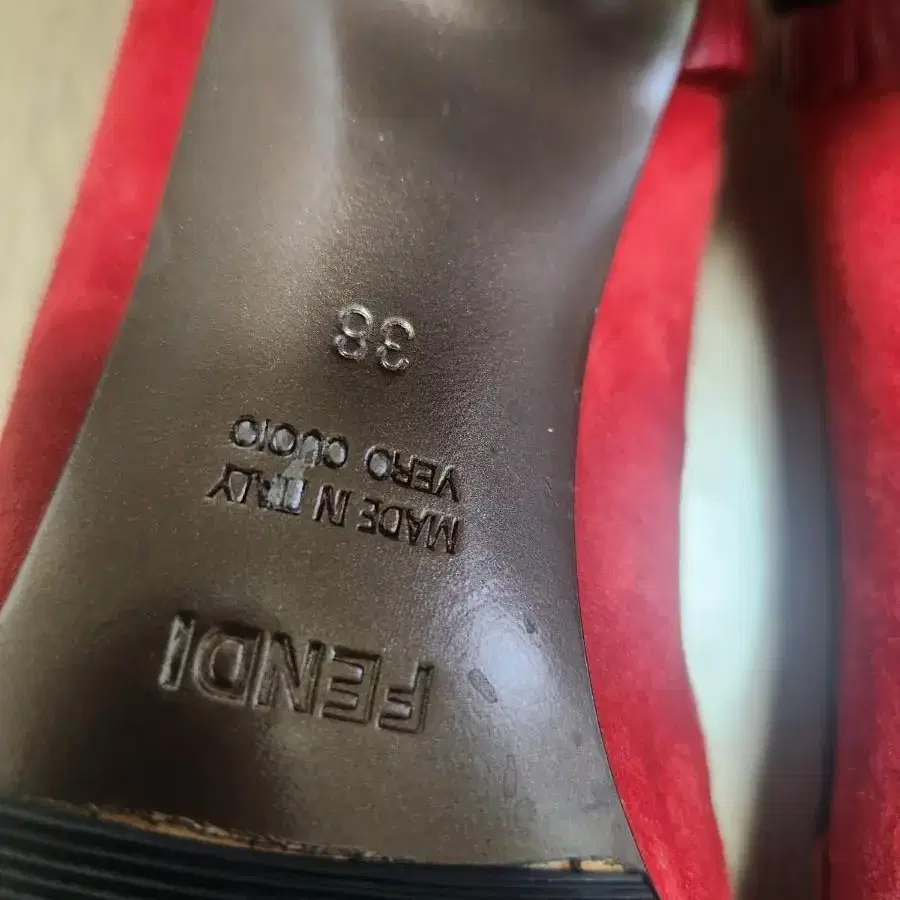 FENDI
MADE IN ITALY
VERO CUOIO
38